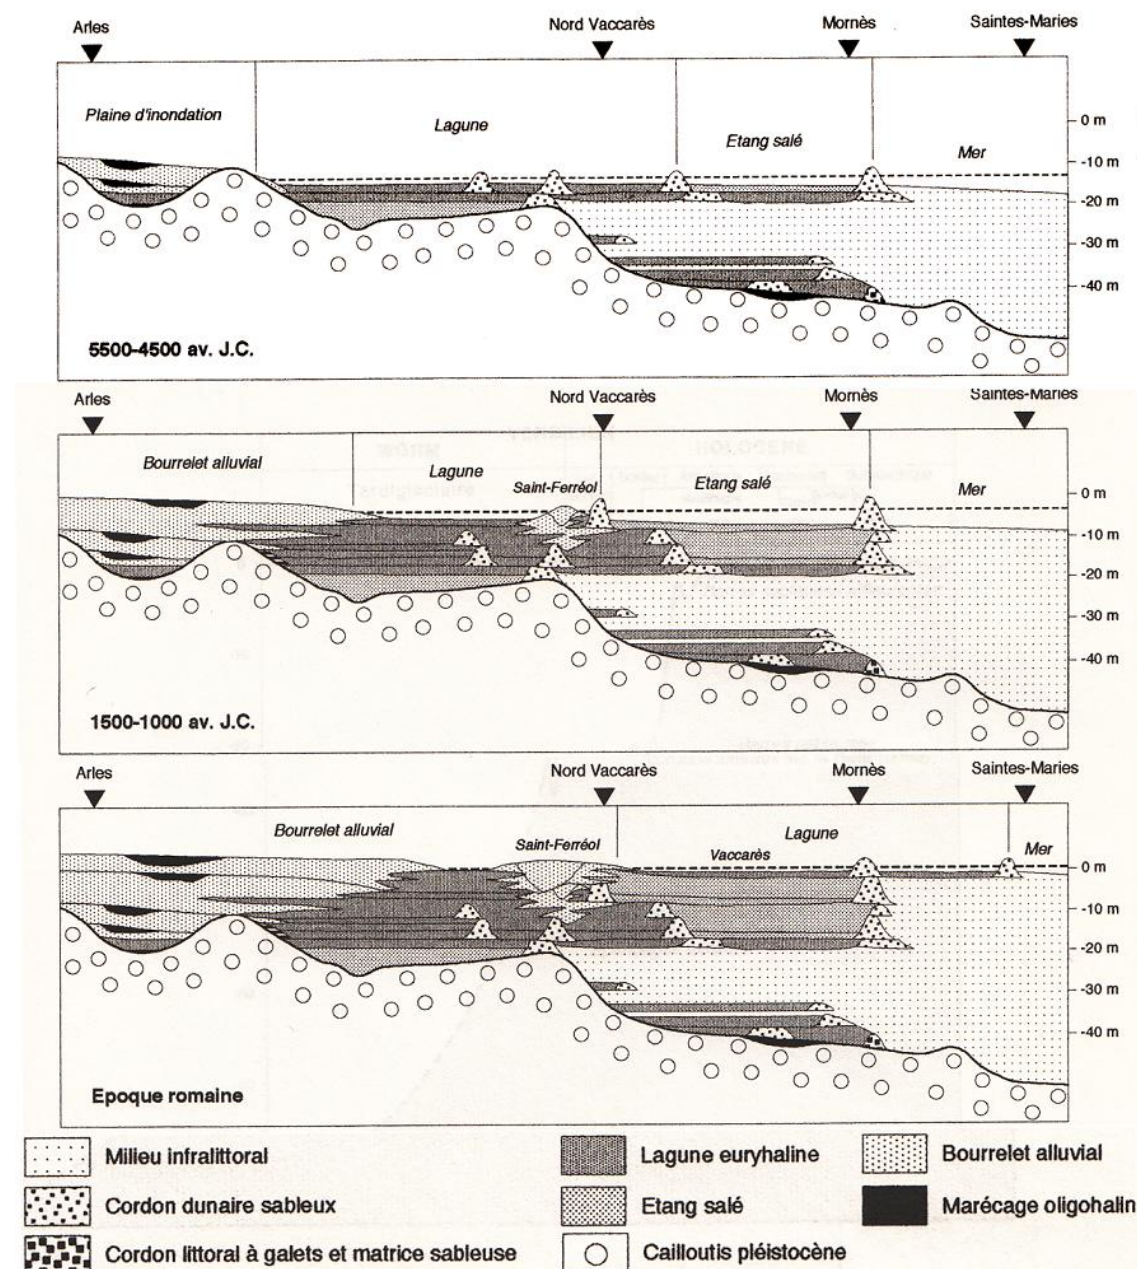 Arles Nord Vaccarès Mornès Saintes-Maries
Plaine d'inondation Lagune Etang salé Mer
0 m
-10 m
-20 m
-30 m
-40 m
5500-4500 av. J.C.
Arles Nord Vaccarès Mornès Saintes-Maries
Bourrelet alluvial Lagune Saint-Ferréol Etang salé Mer
0 m
-10 m
-20 m
-30 m
-40 m
1500-1000 av. J.C.
Arles Nord Vaccarès Mornès Saintes-Maries
Bourrelet alluvial Saint-Ferréol Lagune Vaccarès Mer
0 m
-10 m
-20 m
-30 m
-40 m
Epoque romaine
Milieu infralittoral Lagune euryhaline Bourrelet alluvial
Cordon dunaire sableux Etang salé Marécage oligohalin
Cordon littoral à galets et matrice sableuse Cailloutis pléistocène